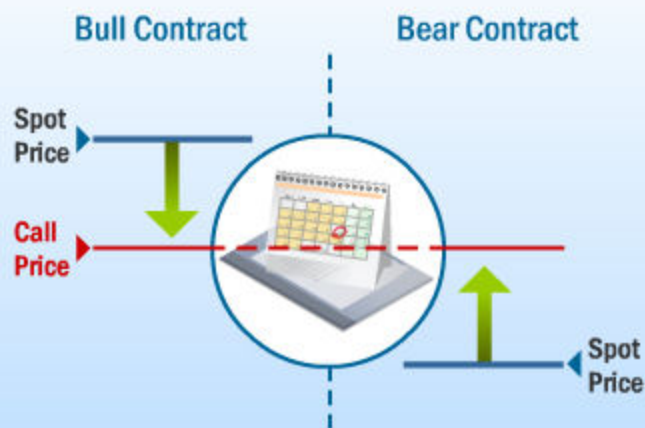 Bull Contract
Bear Contract
Spot
Price
Call
Price
Spot
Price